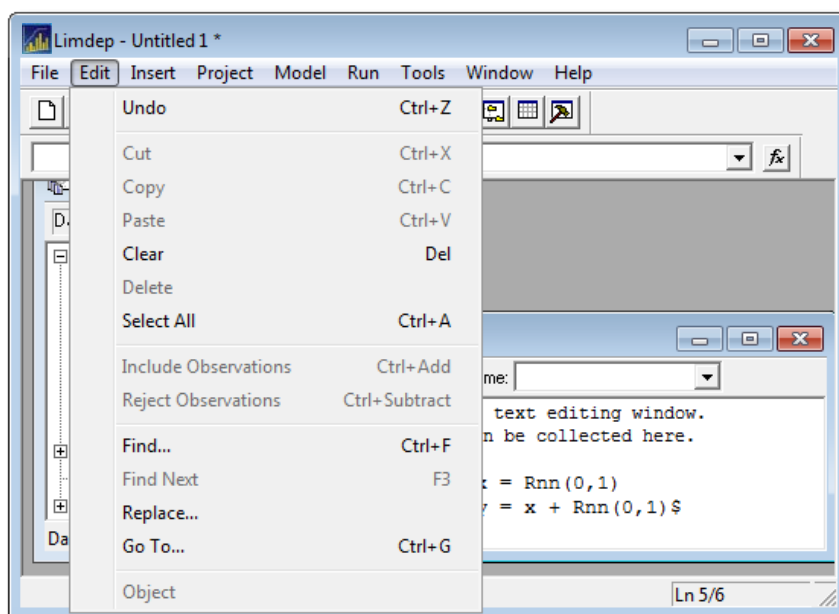 Limdep - Untitled 1 *
File Edit Insert Project Model Run Tools Window Help
Undo Ctrl+Z
Cut Ctrl+X
fx
Copy Ctrl+C
Paste Ctrl+V
Clear Del
Delete
Select All Ctrl+A
Include Observations Ctrl+Add
Reject Observations Ctrl+Subtract
Find... Ctrl+F
Find Next F3
Replace...
Go To... Ctrl+G
Object
me:
text editing window.
n be collected here.
x = Rnn(0,1)
y = x + Rnn(0,1)$
Da
Ln 5/6